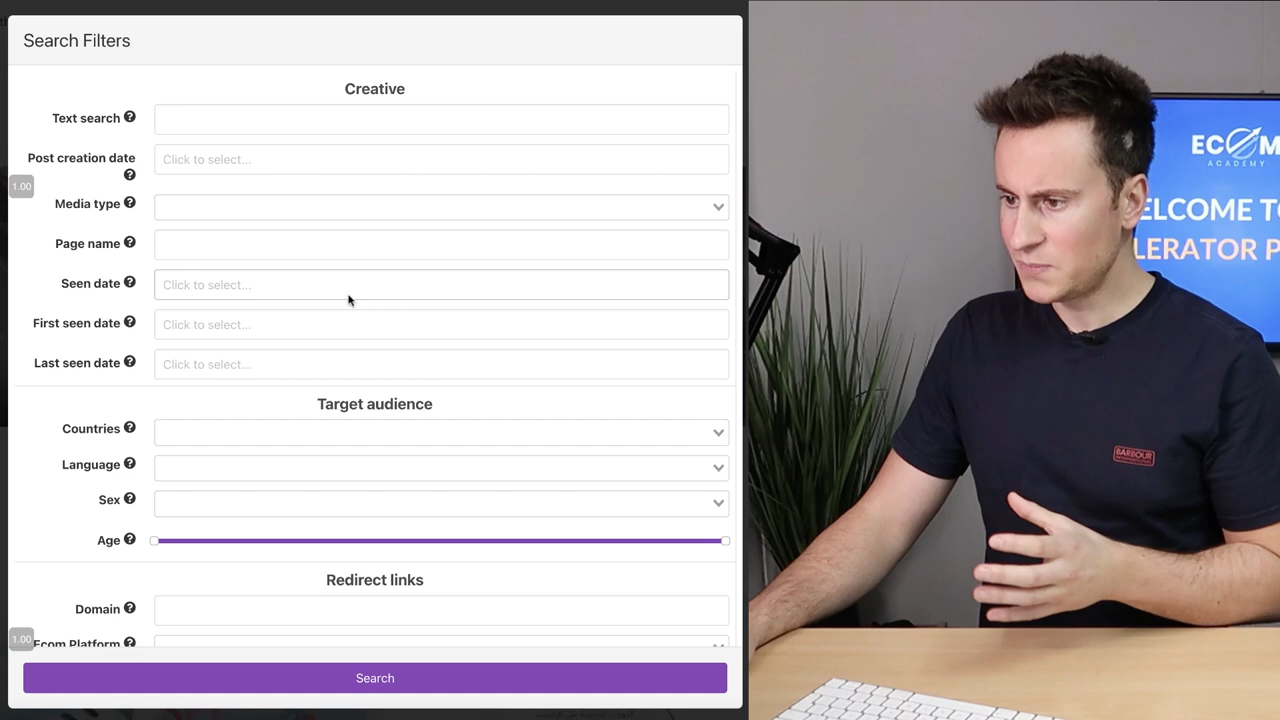 Search Filters
Creative
Text search
Post creation date
Click to select...
1.00
Media type
Page name
Seen date
Click to select...
First seen date
Click to select...
Last seen date
Click to select...
Target audience
Countries
Language
Sex
Age
Redirect links
Domain
1.00
Ecom Platform
Search
ECOM
ACADEMY
ELCOME TO
LERATOR P
BARBOUR
INTERNATIONAL